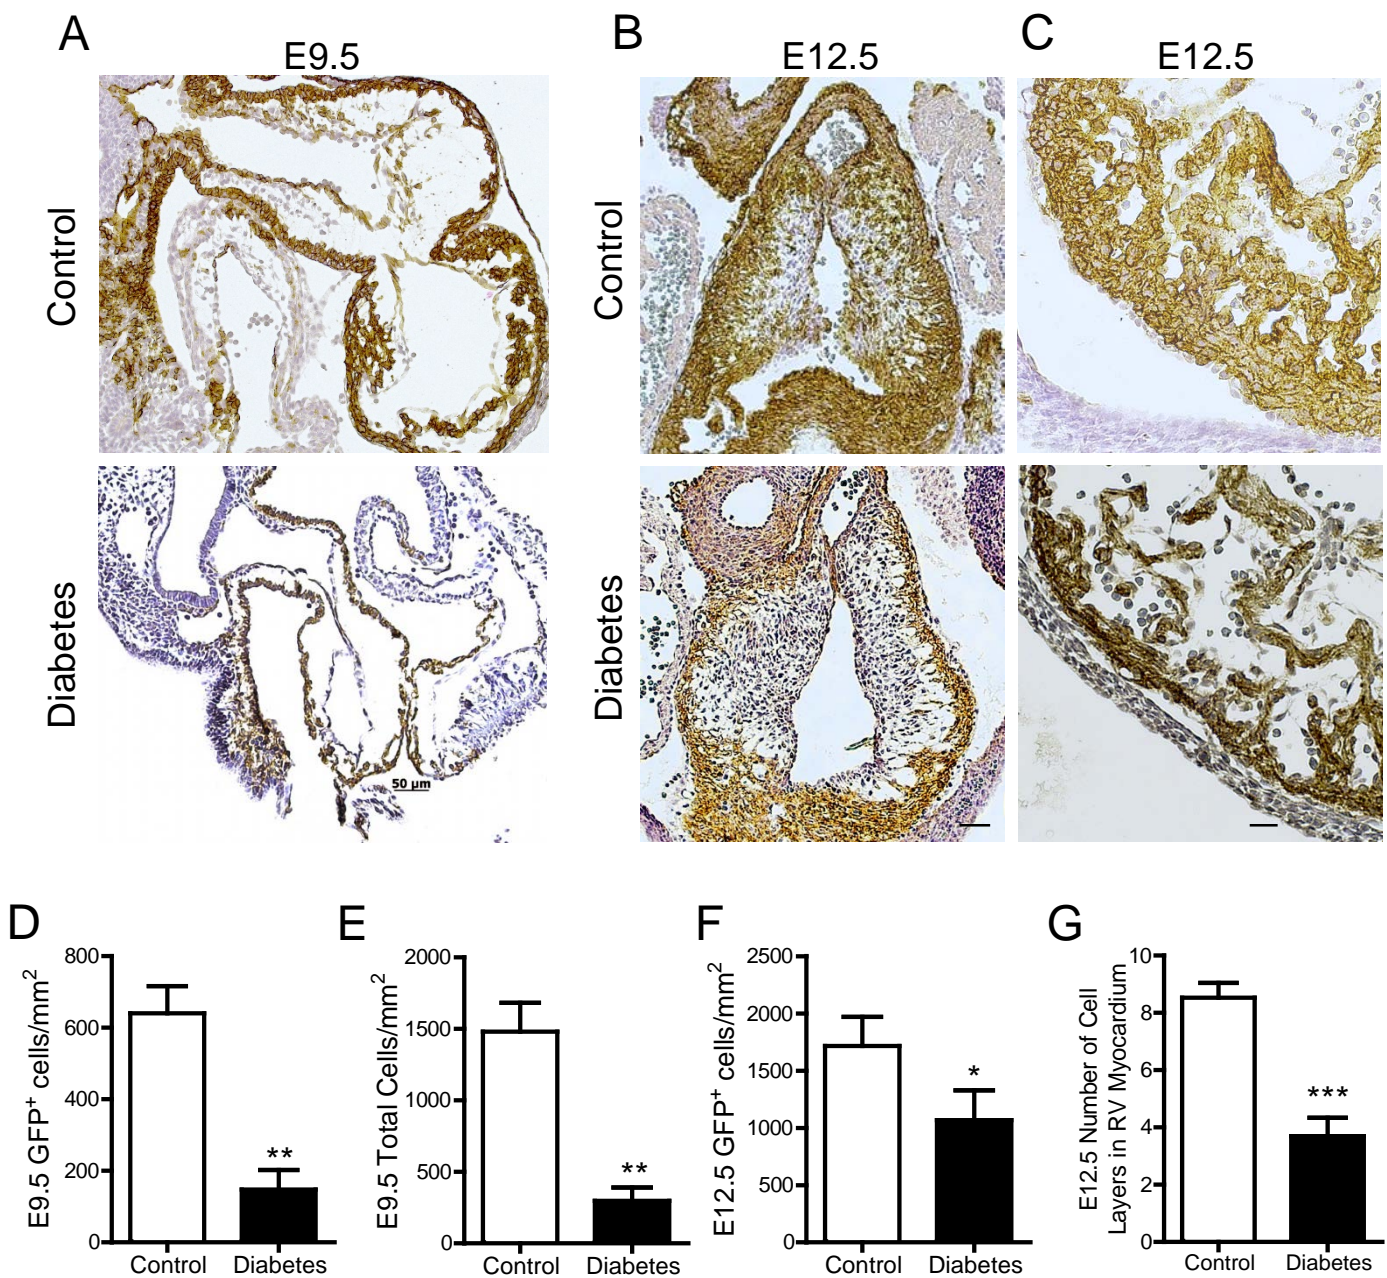 A
E9.5
B
E12.5
C
E12.5
Control
Control
Diabetes
50 µm
Diabetes
D
E9.5 GFP⁺ cells/mm²
800
600
400
200
0
**
Control
Diabetes
E
E9.5 Total Cells/mm²
2000
1500
1000
500
0
**
Control
Diabetes
F
E12.5 GFP⁺ cells/mm²
2500
2000
1500
1000
500
0
*
Control
Diabetes
G
E12.5 Number of Cell
Layers in RV Myocardium
10
8
6
4
2
0
***
Control
Diabetes